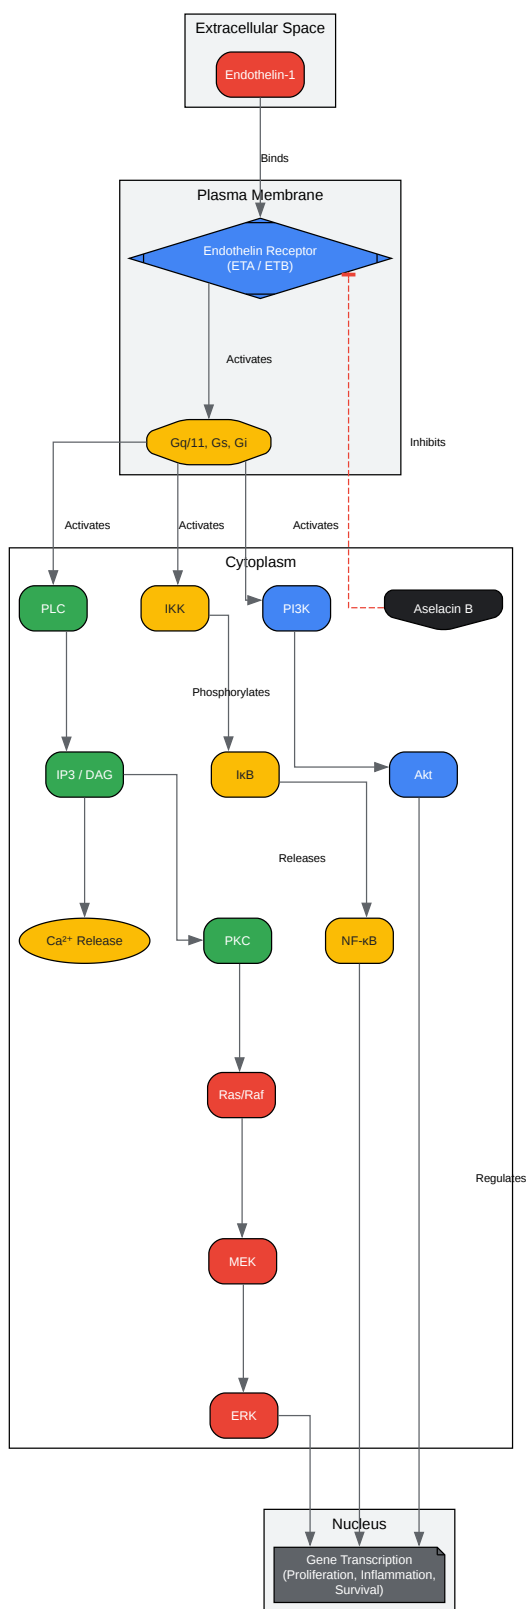 Extracellular Space
Endothelin-1
Binds
Plasma Membrane
Endothelin Receptor
(ETA / ETB)
Activates
Gq/11, Gs, Gi
Inhibits
Activates
Activates
Activates
Cytoplasm
PLC
IKK
PI3K
Aselacin B
Phosphorylates
IP3 / DAG
IκB
Akt
Releases
Ca²⁺ Release
PKC
NF-κB
Ras/Raf
Regulates
MEK
ERK
Nucleus
Gene Transcription
(Proliferation, Inflammation,
Survival)